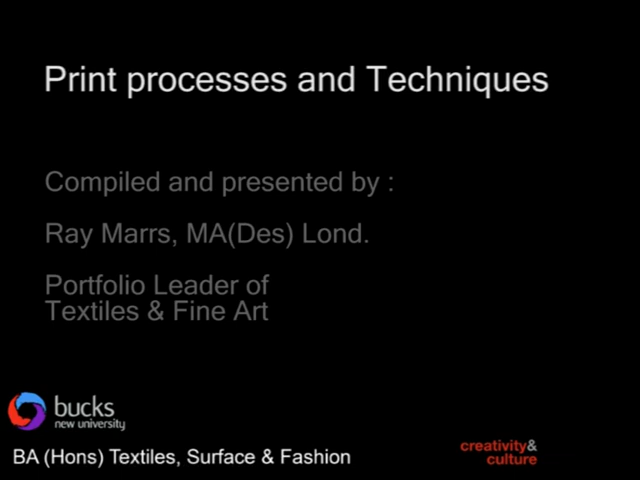 Print processes and Techniques
Compiled and presented by :
Ray Marrs, MA(Des) Lond.
Portfolio Leader of
Textiles & Fine Art
bucks
new university
BA (Hons) Textiles, Surface & Fashion
creativity&
culture